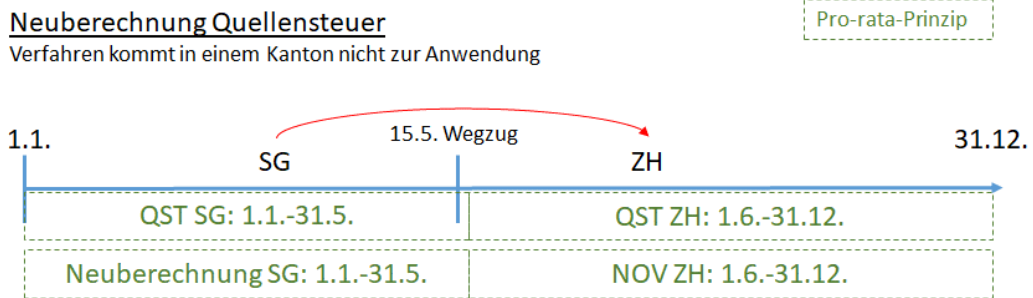 Neuberechnung Quellensteuer
Pro-rata-Prinzip
Verfahren kommt in einem Kanton nicht zur Anwendung
1.1.
15.5. Wegzug
31.12.
SG
ZH
QST SG: 1.1.-31.5.
QST ZH: 1.6.-31.12.
Neuberechnung SG: 1.1.-31.5.
NOV ZH: 1.6.-31.12.